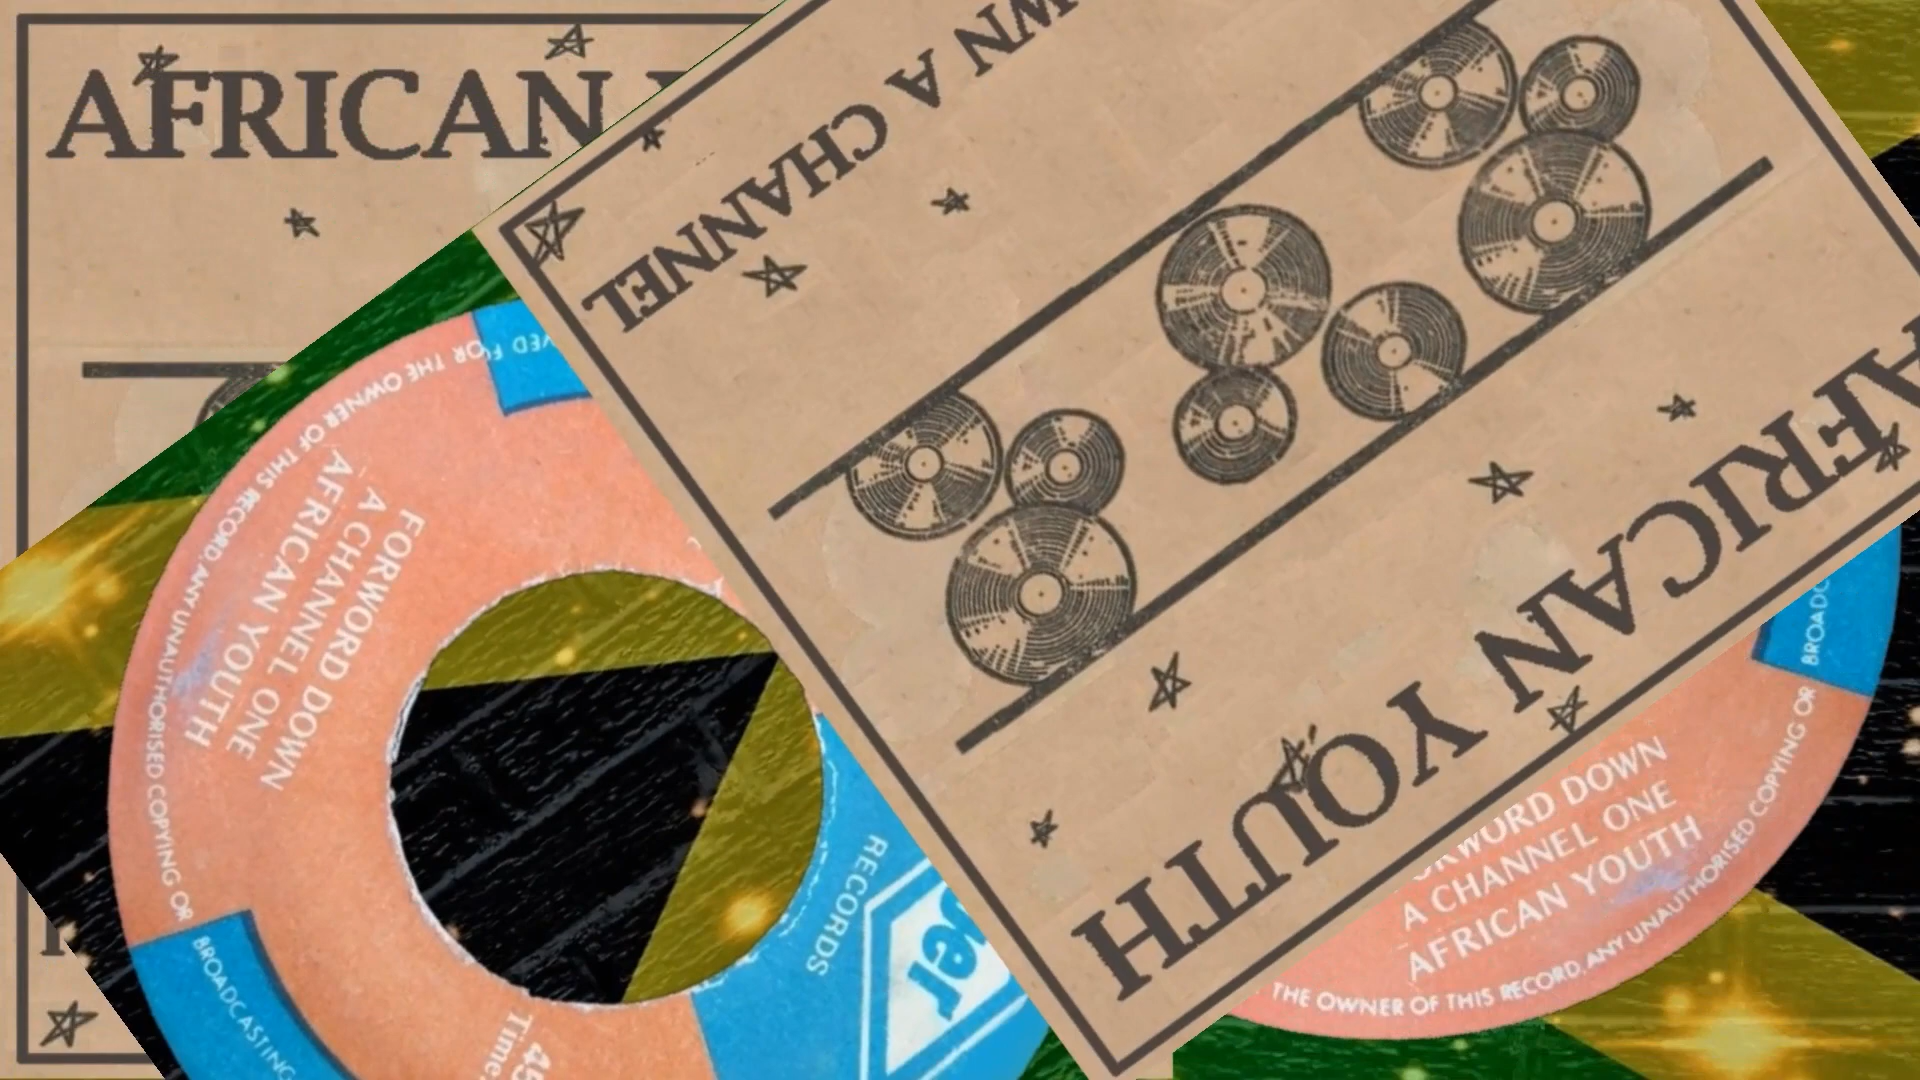 AFRICAN
WN A CHANNEL
AFRICAN YOUTH
VED FOR THE OWNER OF THIS RECORD. ANY UNAUTHORISED COPYING OR
BROADCASTING
FORWORD DOWN
A CHANNEL ONE
AFRICAN YOUTH
RECORDS
45
Time:
BROADC
WORD DOWN
A CHANNEL ONE
AFRICAN YOUTH
THE OWNER OF THIS RECORD. ANY UNAUTHORISED COPYING OR